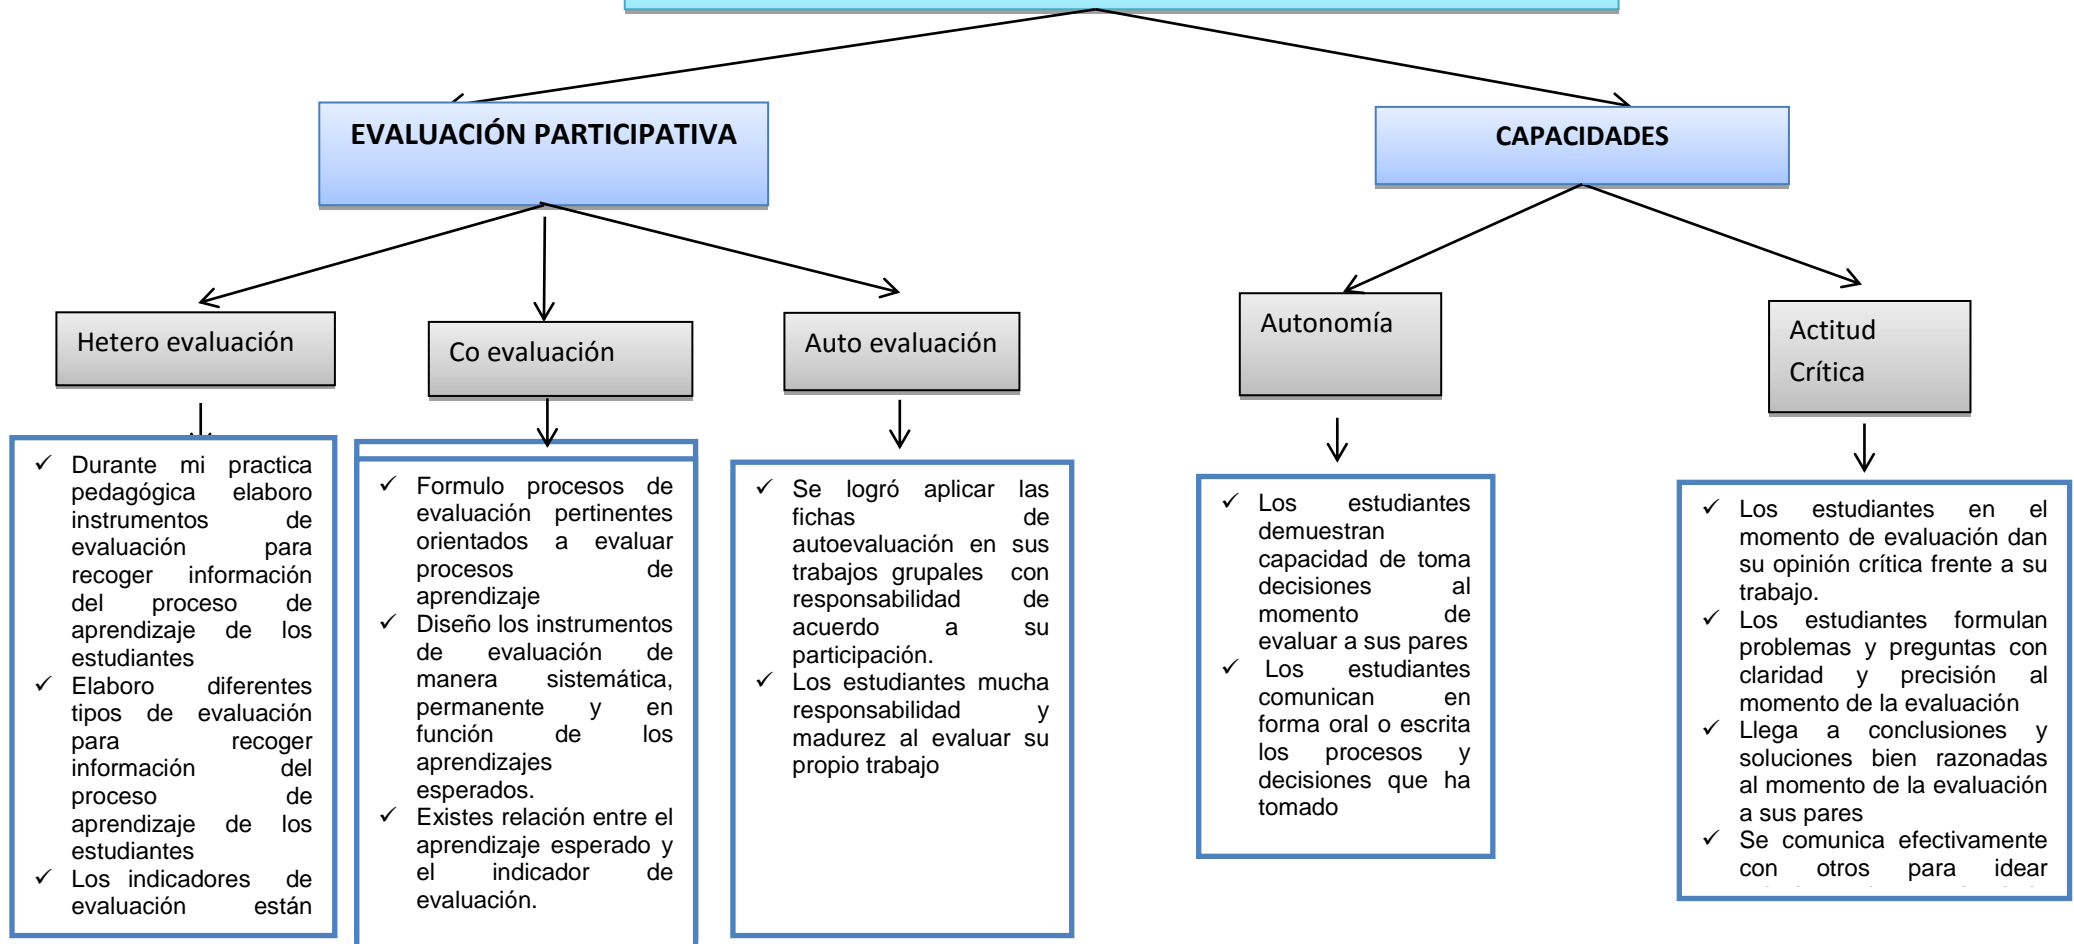 EVALUACIÓN PARTICIPATIVA
CAPACIDADES
Hetero evaluación
Co evaluación
Auto evaluación
Autonomía
Actitud
Crítica
✓ Durante mi practica
pedagógica elaboro
instrumentos de
evaluación para
recoger información
del proceso de
aprendizaje de los
estudiantes
✓ Elaboro diferentes
tipos de evaluación
para recoger
información del
proceso de
aprendizaje de los
estudiantes
✓ Los indicadores de
evaluación están
✓ Formulo procesos de
evaluación pertinentes
orientados a evaluar
procesos de
aprendizaje
✓ Diseño los instrumentos
de evaluación de
manera sistemática,
permanente y en
función de los
aprendizajes
esperados.
✓ Existes relación entre el
aprendizaje esperado y
el indicador de
evaluación.
✓ Se logró aplicar las
fichas de
autoevaluación en sus
trabajos grupales con
responsabilidad de
acuerdo a su
participación.
✓ Los estudiantes mucha
responsabilidad y
madurez al evaluar su
propio trabajo
✓ Los estudiantes
demuestran
capacidad de toma
decisiones al
momento de
evaluar a sus pares
✓ Los estudiantes
comunican en
forma oral o escrita
los procesos y
decisiones que ha
tomado
✓ Los estudiantes en el
momento de evaluación dan
su opinión crítica frente a su
trabajo.
✓ Los estudiantes formulan
problemas y preguntas con
claridad y precisión al
momento de la evaluación
✓ Llega a conclusiones y
soluciones bien razonadas
al momento de la evaluación
a sus pares
✓ Se comunica efectivamente
con otros para idear